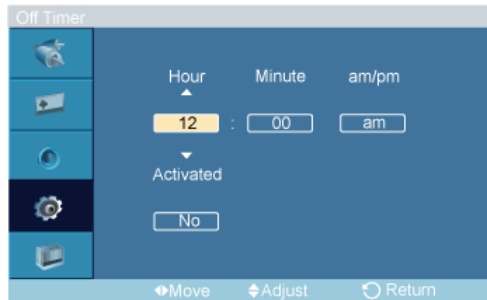 Off Timer
Hour Minute am/pm
12 : 00 am
Activated
No
Move Adjust Return